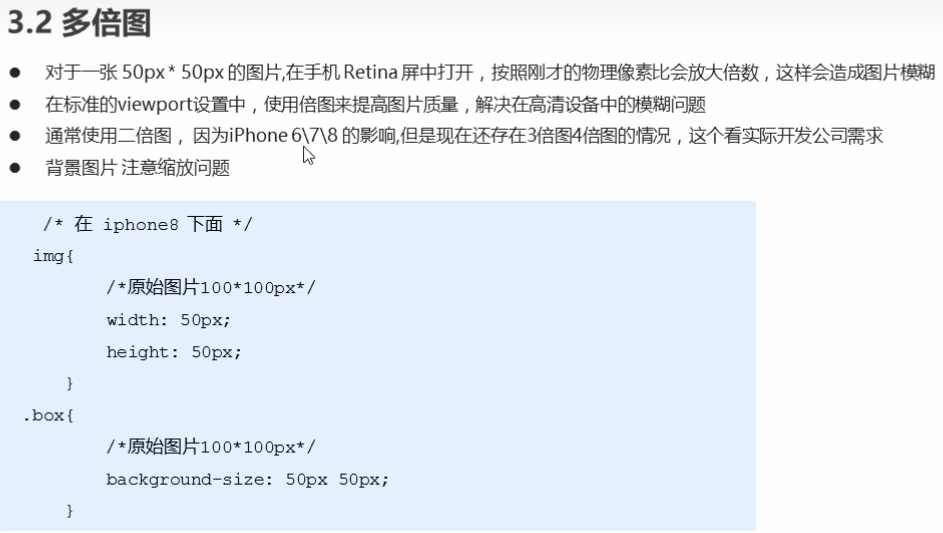 3.2 多倍图
● 对于一张 50px * 50px 的图片,在手机 Retina 屏中打开，按照刚才的物理像素比会放大倍数，这样会造成图片模糊
● 在标准的viewport设置中，使用倍图来提高图片质量，解决在高清设备中的模糊问题
● 通常使用二倍图， 因为iPhone 6\7\8 的影响,但是现在还存在3倍图4倍图的情况，这个看实际开发公司需求
● 背景图片 注意缩放问题
/* 在 iphone8 下面 */
img{
/*原始图片100*100px*/
width: 50px;
height: 50px;
}
.box{
/*原始图片100*100px*/
background-size: 50px 50px;
}